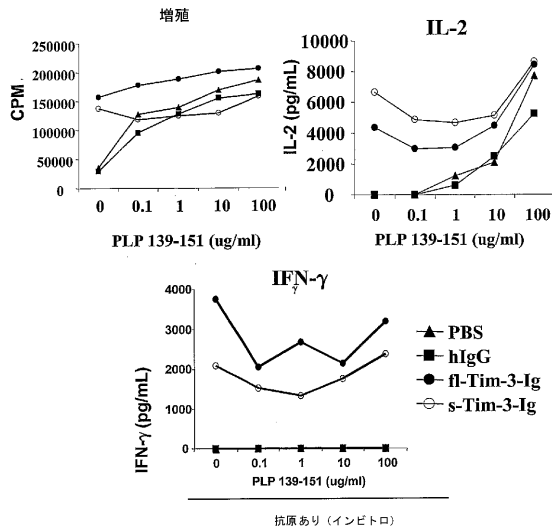 増殖
250000
200000
150000
100000
50000
0
CPM
0 0.1 1 10 100
PLP 139-151 (ug/ml)
IL-2
10000
8000
6000
4000
2000
0
IL-2 (pg/mL)
0 0.1 1 10 100
PLP 139-151 (ug/ml)
IFN-γ
γ
4000
3000
2000
1000
0
IFN-γ (pg/mL)
0 0.1 1 10 100
PLP 139-151 (ug/ml)
PBS
hIgG
fl-Tim-3-Ig
s-Tim-3-Ig
抗原あり (インビトロ)